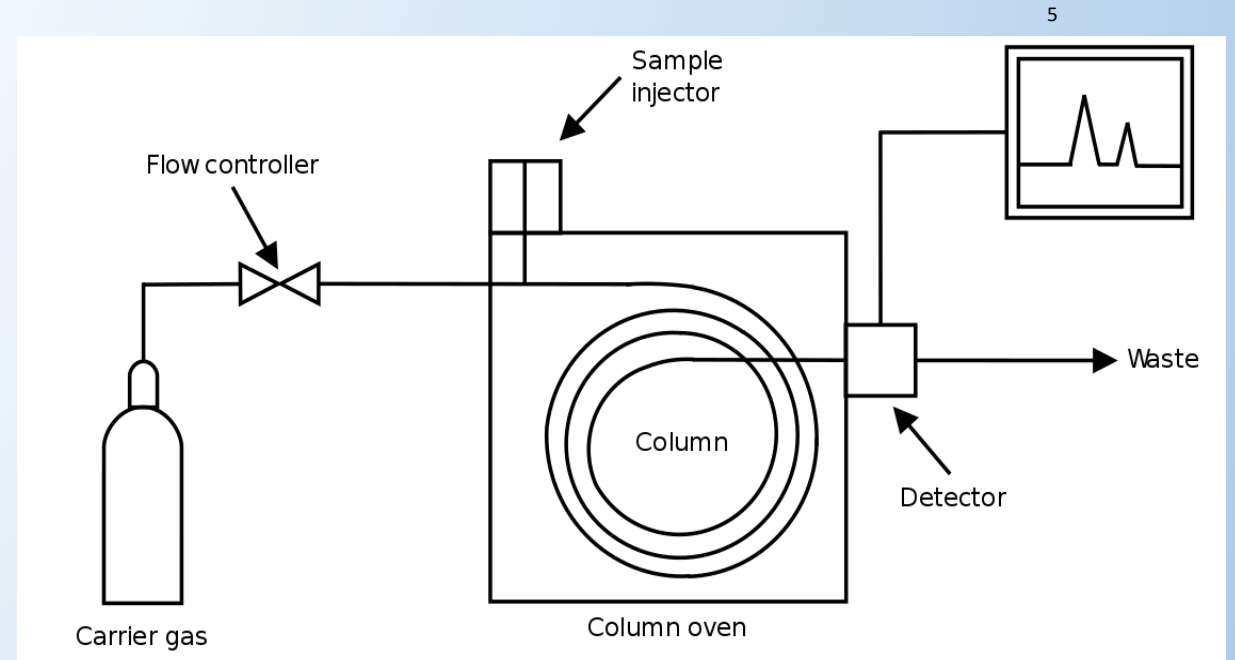 5
Sample
injector
Flow controller
Column
Waste
Detector
Column oven
Carrier gas